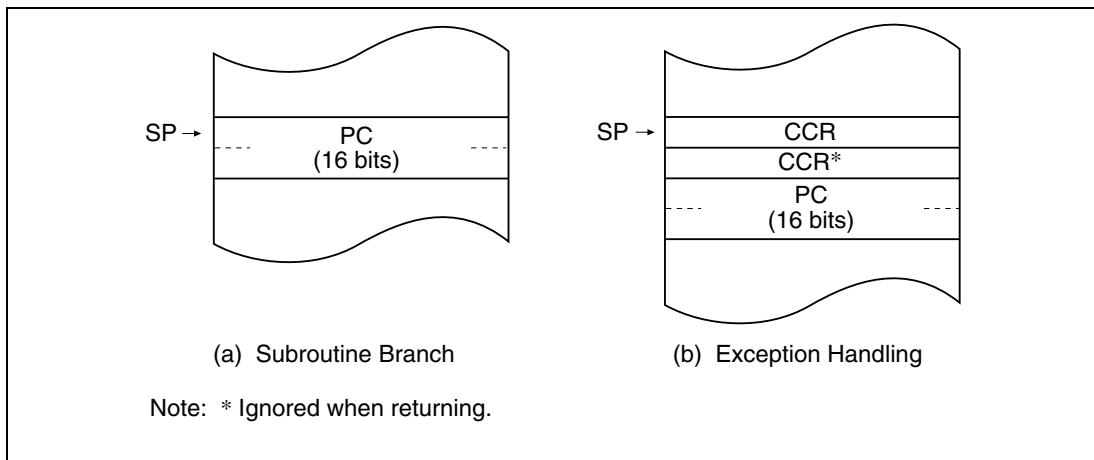 SP →
PC
(16 bits)
(a) Subroutine Branch
SP →
CCR
CCR*
PC
(16 bits)
(b) Exception Handling
Note: * Ignored when returning.